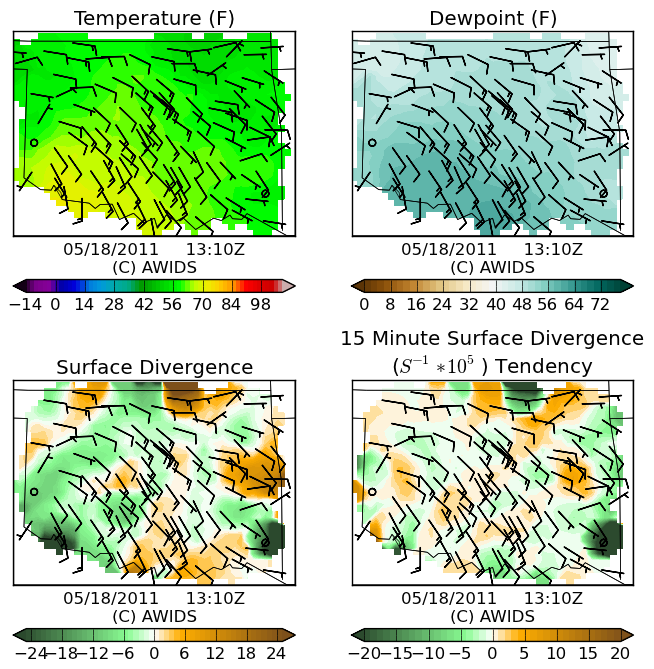 Temperature (F)
05/18/2011 13:10Z
(C) AWIDS
−14 0 14 28 42 56 70 84 98
Dewpoint (F)
05/18/2011 13:10Z
(C) AWIDS
0 8 16 24 32 40 48 56 64 72
Surface Divergence
05/18/2011 13:10Z
(C) AWIDS
−24 −18 −12 −6 0 6 12 18 24
15 Minute Surface Divergence
(S⁻¹ *10⁵ ) Tendency
05/18/2011 13:10Z
(C) AWIDS
−20 −15 −10 −5 0 5 10 15 20